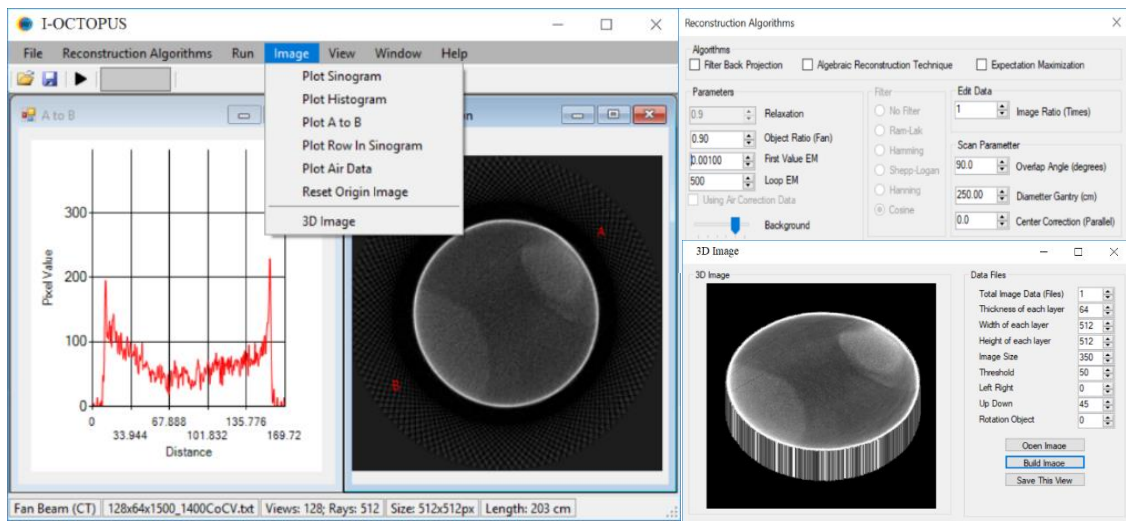 I-OCTOPUS
File Reconstruction Algorithms Run Image View Window Help
Plot Sinogram
Plot Histogram
Plot A to B
Plot Row In Sinogram
Plot Air Data
Reset Origin Image
3D Image
A to B
Pixel Value
300
200
100
0
0 67.888 135.776
33.944 101.832 169.72
Distance
A
B
Fan Beam (CT) 128x64x1500_1400CoCV.txt Views: 128; Rays: 512 Size: 512x512px Length: 203 cm
Reconstruction Algorithms
Algorithms
Filter Back Projection Algebraic Reconstruction Technique Expectation Maximization
Parameters
0.9 Relaxation
0.90 Object Ratio (Fan)
0.00100 First Value EM
500 Loop EM
Using Air Correction Data
Background
Filter
No Filter
Ram-Lak
Hamming
Shepp-Logan
Hanning
Cosine
Edit Data
1 Image Ratio (Times)
Scan Parametter
90.0 Overlap Angle (degrees)
250.00 Diametter Gantry (cm)
0.0 Center Correction (Parallel)
3D Image
3D Image
Data Files
Total Image Data (Files) 1
Thickness of each layer 64
Width of each layer 512
Height of each layer 512
Image Size 350
Threshold 50
Left Right 0
Up Down 45
Rotation Object 0
Open Image
Build Image
Save This View